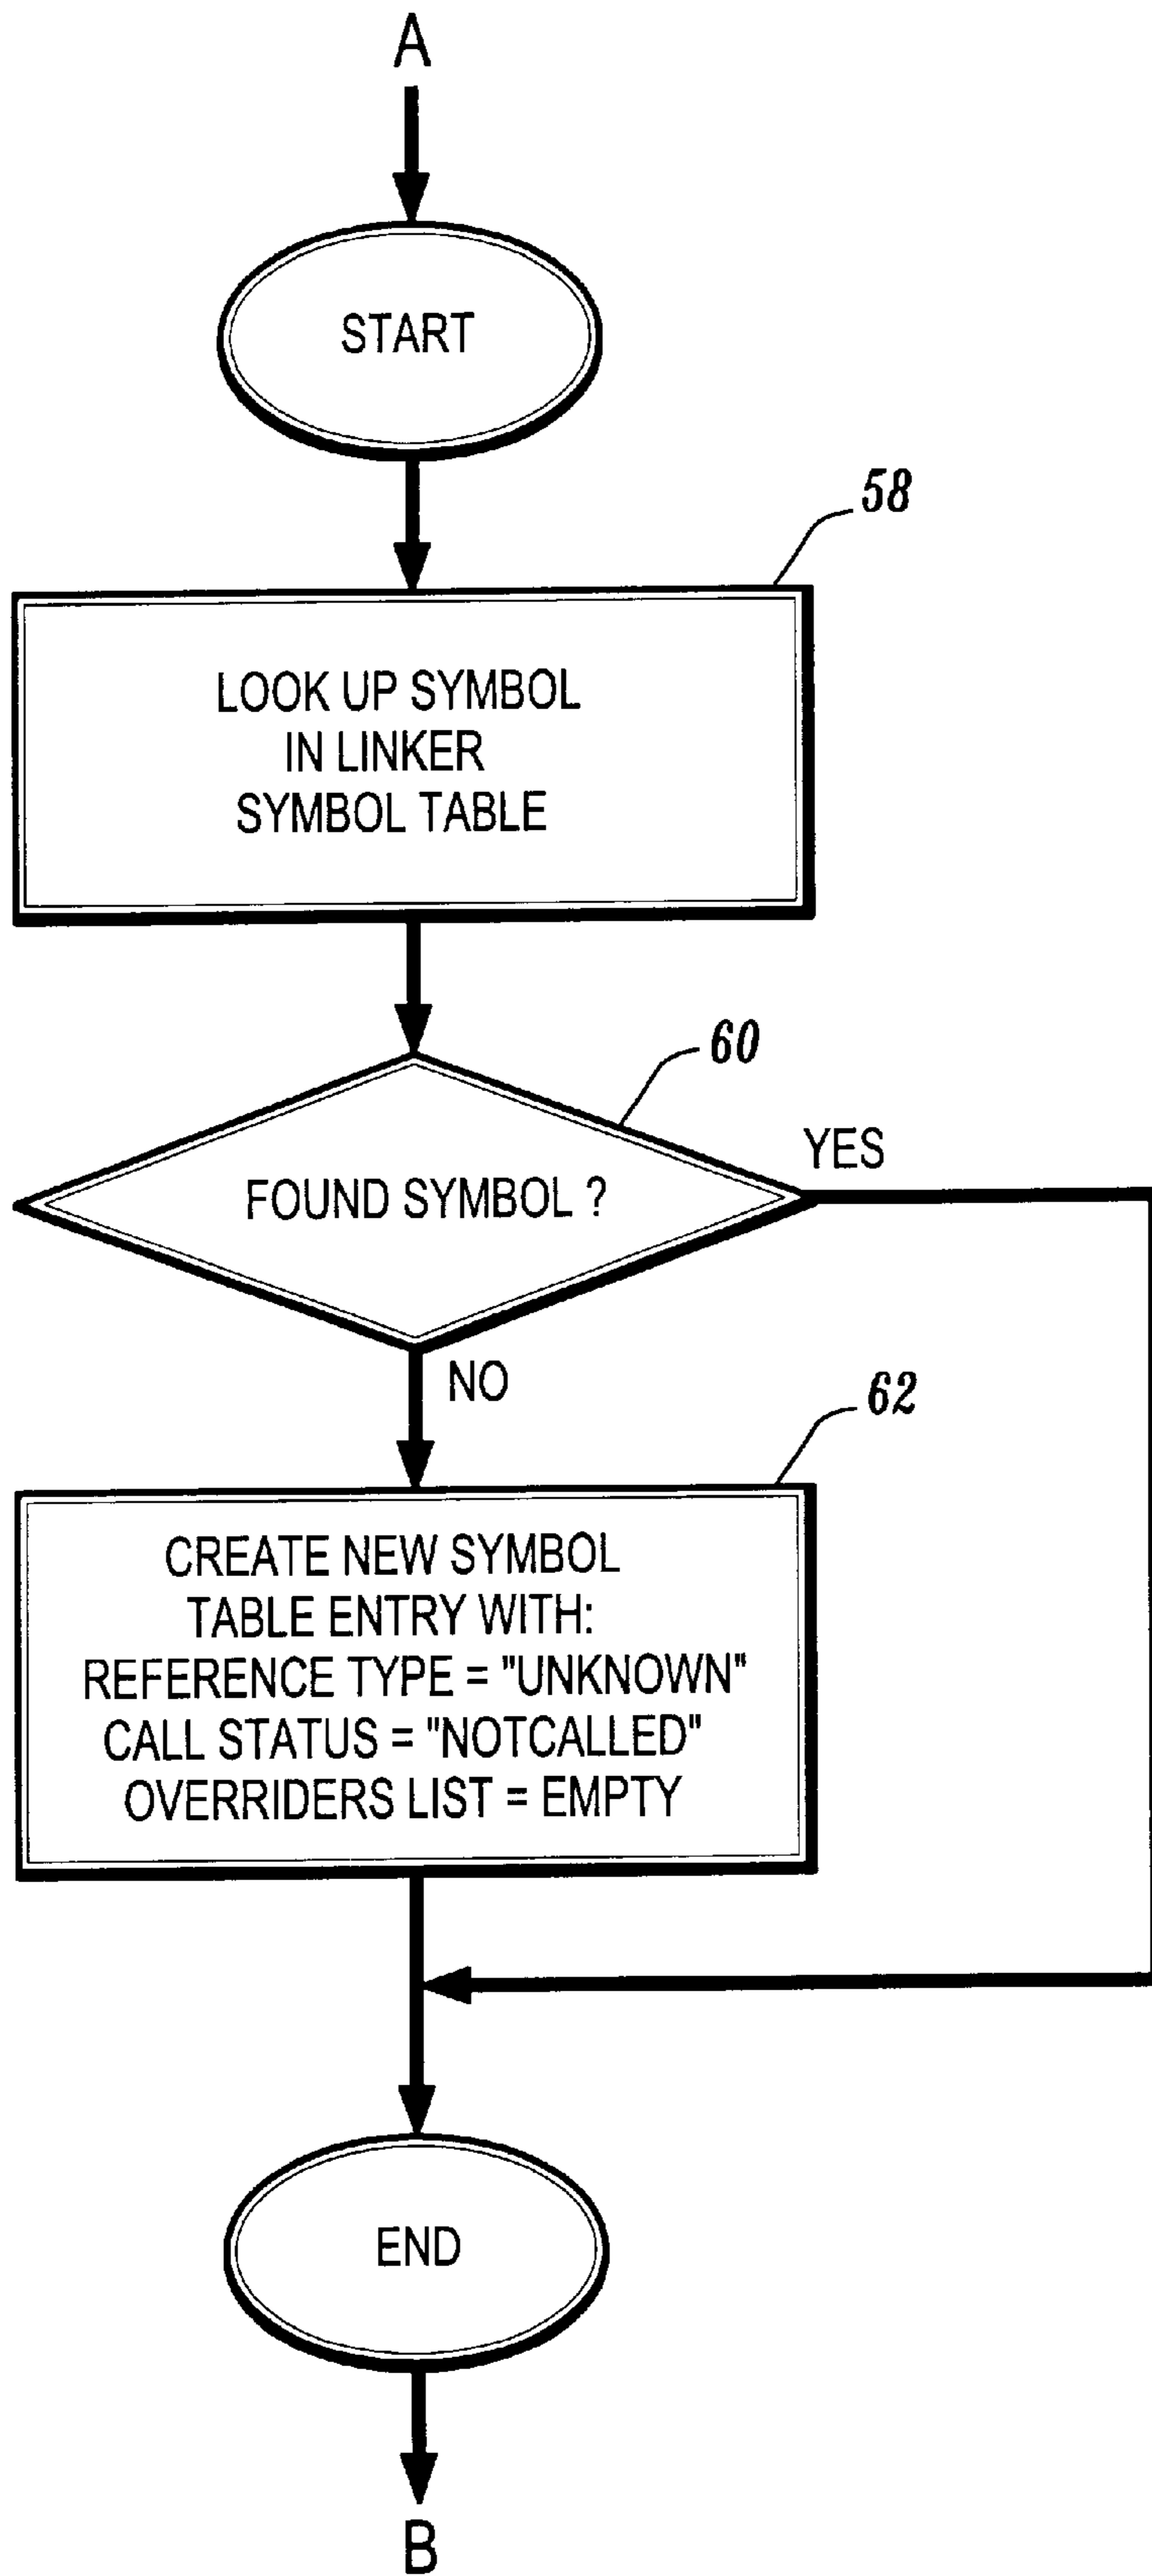 A
START
58
LOOK UP SYMBOL
IN LINKER
SYMBOL TABLE
60
YES
FOUND SYMBOL ?
NO
62
CREATE NEW SYMBOL
TABLE ENTRY WITH:
REFERENCE TYPE = "UNKNOWN"
CALL STATUS = "NOTCALLED"
OVERRIDERS LIST = EMPTY
END
B